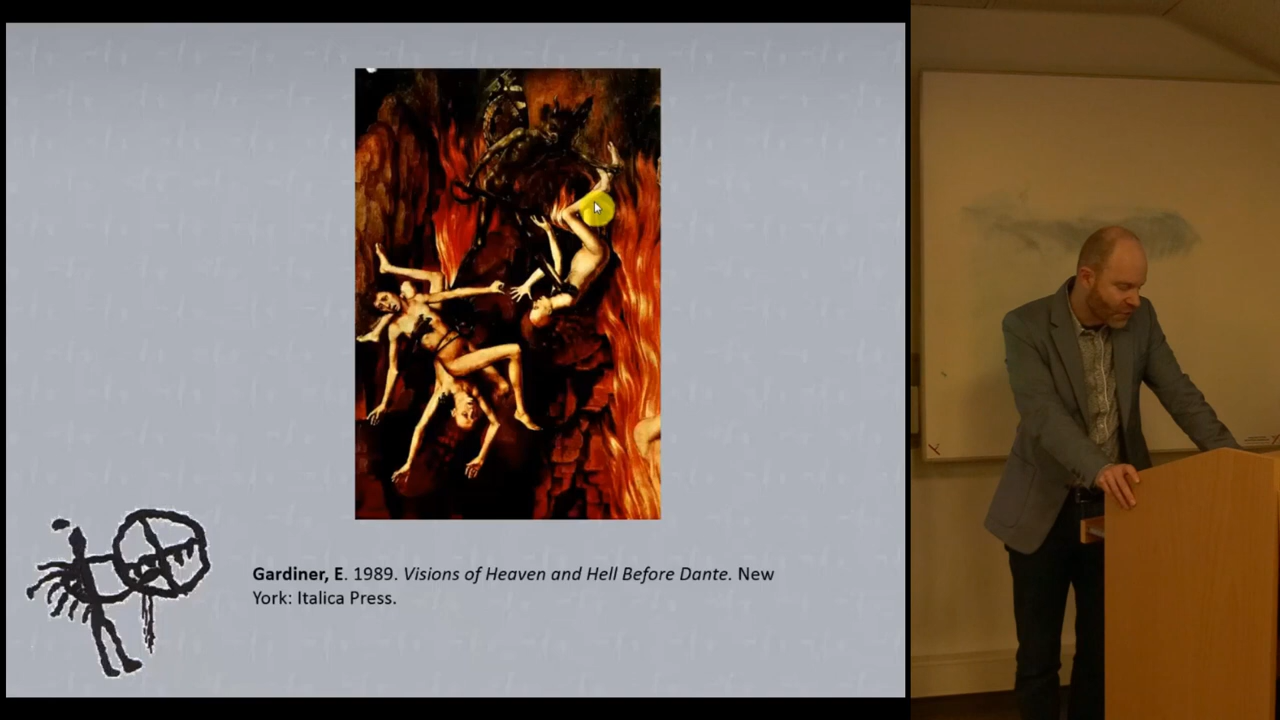 Gardiner, E. 1989. Visions of Heaven and Hell Before Dante. New
York: Italica Press.